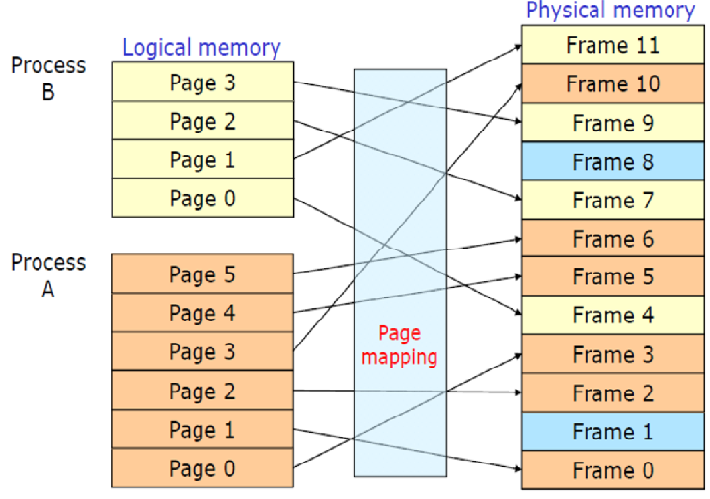 Physical memory
Logical memory
Process
B
Page 3
Page 2
Page 1
Page 0
Process
A
Page 5
Page 4
Page 3
Page 2
Page 1
Page 0
Page
mapping
Frame 11
Frame 10
Frame 9
Frame 8
Frame 7
Frame 6
Frame 5
Frame 4
Frame 3
Frame 2
Frame 1
Frame 0